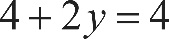 4 + 2y = 4